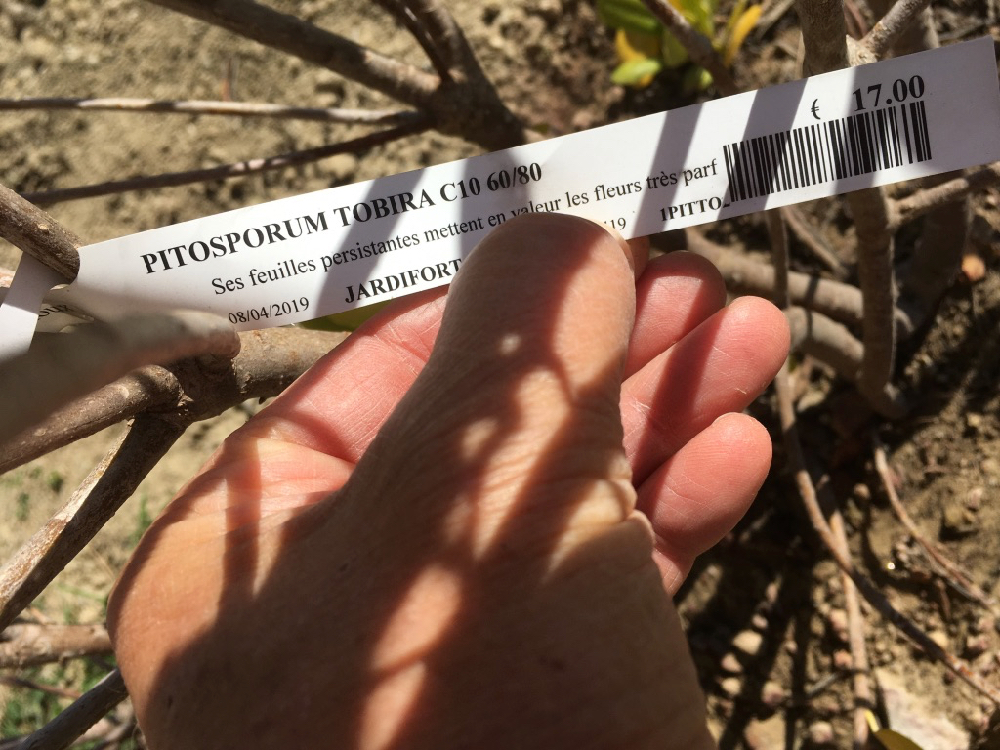 € 17.00
PITOSPORUM TOBIRA C10 60/80
Ses feuilles persistantes mettent en valeur les fleurs très parf
08/04/2019 JARDIFORT 19 1PITTO